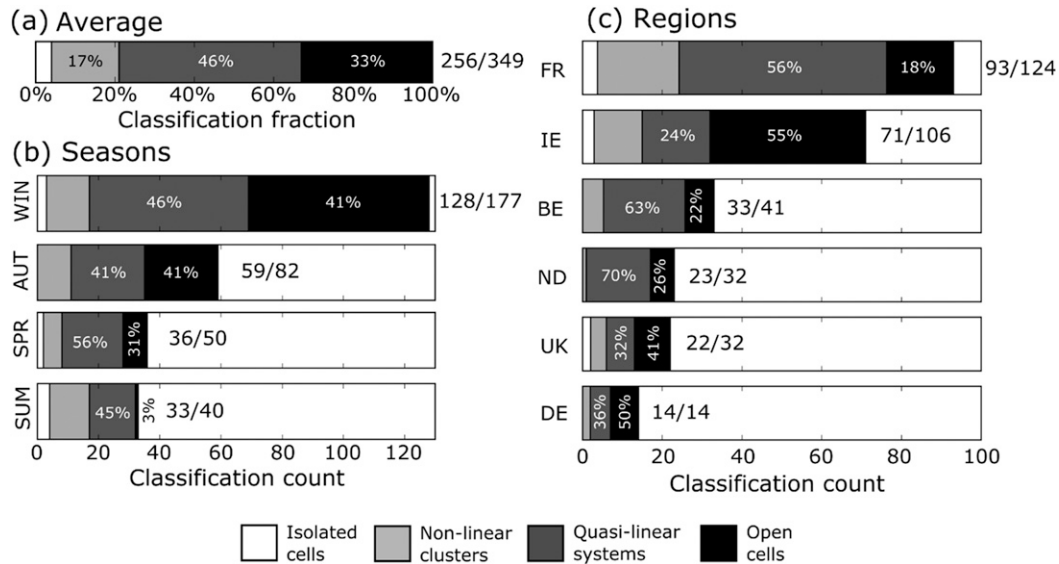 (a) Average
17%
46%
33%
256/349
0%
20%
40%
60%
80%
100%
Classification fraction
(b) Seasons
WIN
46%
41%
128/177
AUT
41%
41%
59/82
SPR
56%
31%
36/50
SUM
45%
3%
33/40
0
20
40
60
80
100
120
Classification count
(c) Regions
FR
56%
18%
93/124
IE
24%
55%
71/106
BE
63%
22%
33/41
ND
70%
26%
23/32
UK
32%
41%
22/32
DE
36%
50%
14/14
0
20
40
60
80
100
Classification count
Isolated
cells
Non-linear
clusters
Quasi-linear
systems
Open
cells